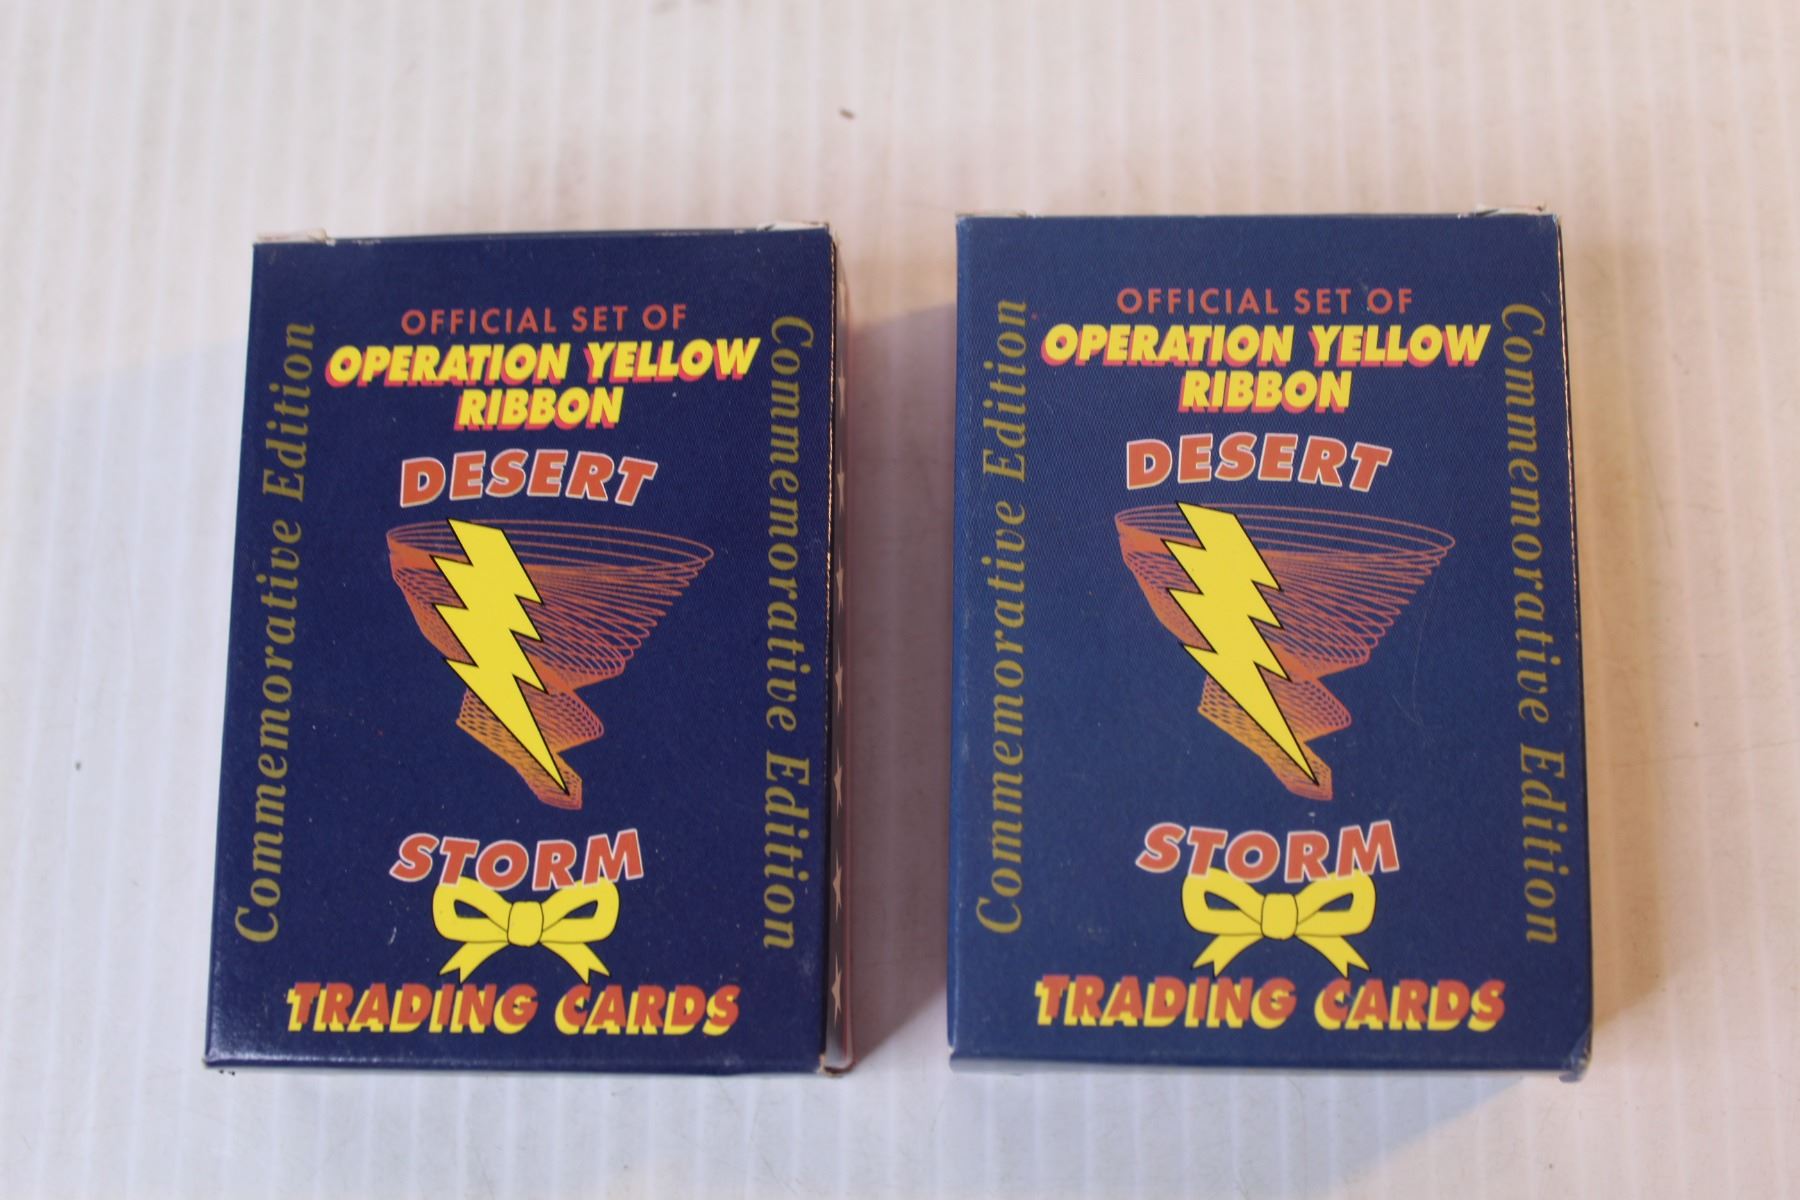 OFFICIAL SET OF
OPERATION YELLOW
RIBBON
DESERT
STORM
TRADING CARDS
Commemorative Edition
Commemorative Edition
OFFICIAL SET OF
OPERATION YELLOW
RIBBON
DESERT
STORM
TRADING CARDS
Commemorative Edition
Commemorative Edition